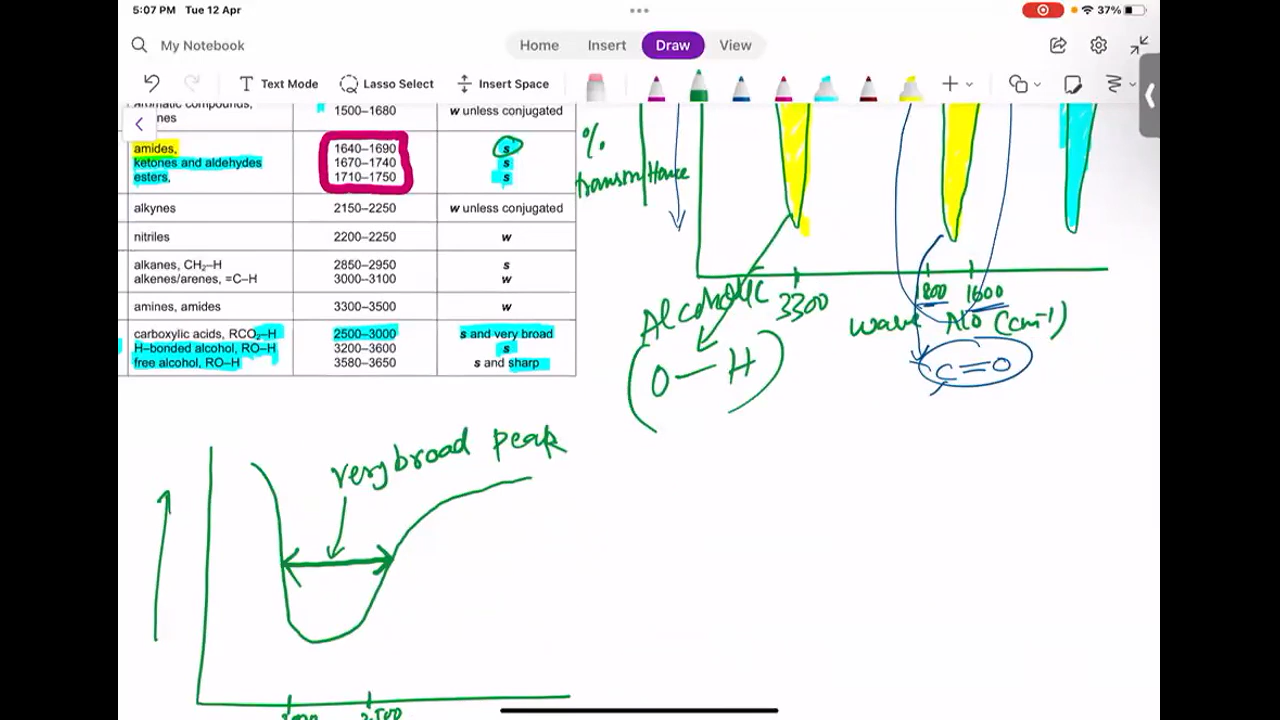 5:07 PM Tue 12 Apr
37%
My Notebook
Home Insert Draw View
Text Mode Lasso Select Insert Space
1500–1680 w unless conjugated
amides, 1640–1690 s
ketones and aldehydes 1670–1740 s
esters, 1710–1750 s
alkynes 2150–2250 w unless conjugated
nitriles 2200–2250 w
alkanes, CH₂–H 2850–2950 s
alkenes/arenes, =C–H 3000–3100 w
amines, amides 3300–3500 w
carboxylic acids, RCO₂–H 2500–3000 s and very broad
H–bonded alcohol, RO–H 3200–3600 s
free alcohol, RO–H 3580–3650 s and sharp
%
transmittance
3300 1800 1600
wave No (cm⁻¹)
Alcoholic
(O—H)
C=O
very broad peak
2500